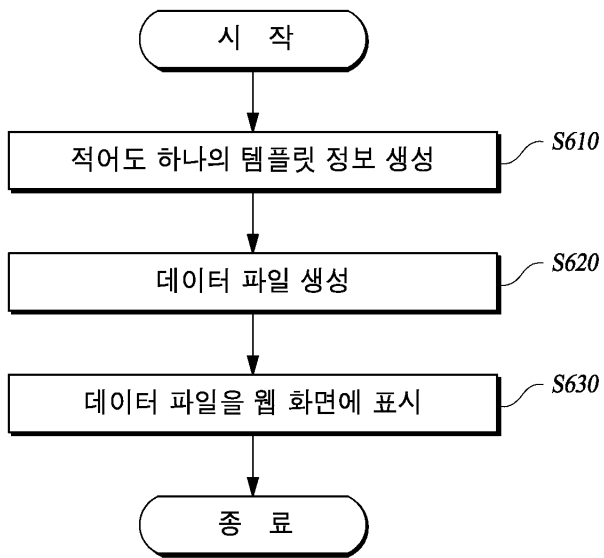 시 작
적어도 하나의 템플릿 정보 생성
S610
데이터 파일 생성
S620
데이터 파일을 웹 화면에 표시
S630
종 료